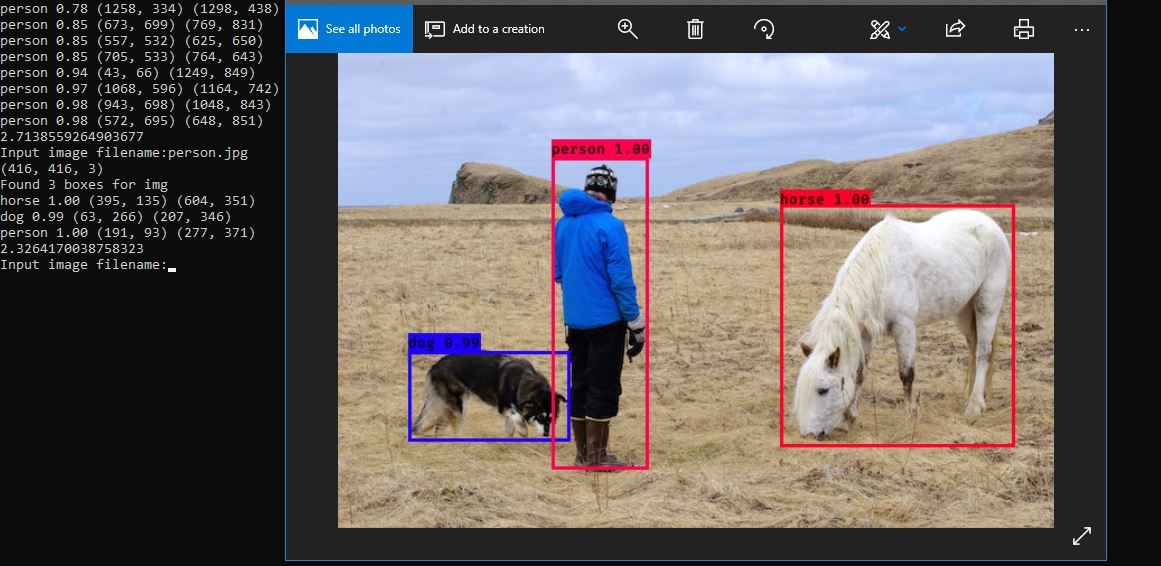 person 0.78 (1258, 334) (1298, 438)
person 0.85 (673, 699) (769, 831)
person 0.85 (557, 532) (625, 650)
person 0.85 (705, 533) (764, 643)
person 0.94 (43, 66) (1249, 849)
person 0.97 (1068, 596) (1164, 742)
person 0.98 (943, 698) (1048, 843)
person 0.98 (572, 695) (648, 851)
2.7138559264903677
Input image filename:person.jpg
(416, 416, 3)
Found 3 boxes for img
horse 1.00 (395, 135) (604, 351)
dog 0.99 (63, 266) (207, 346)
person 1.00 (191, 93) (277, 371)
2.3264170038758323
Input image filename:
See all photos
Add to a creation
person 1.00
horse 1.00
dog 0.99